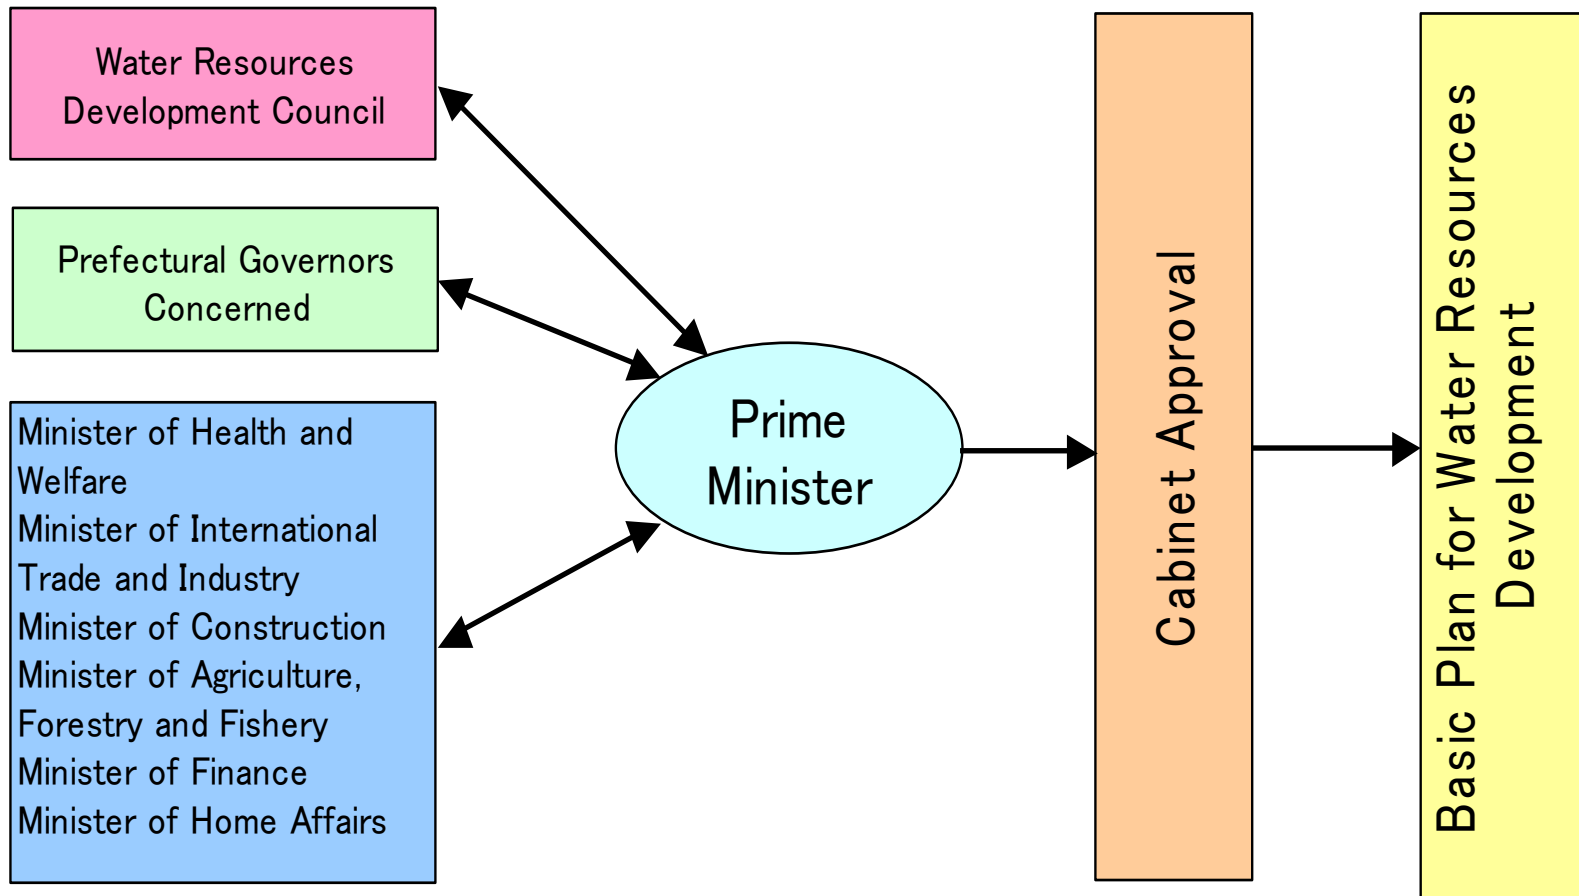 Water Resources
Development Council
Prefectural Governors
Concerned
Minister of Health and
Welfare
Minister of International
Trade and Industry
Minister of Construction
Minister of Agriculture,
Forestry and Fishery
Minister of Finance
Minister of Home Affairs
Prime
Minister
Cabinet Approval
Basic Plan for Water Resources
Development